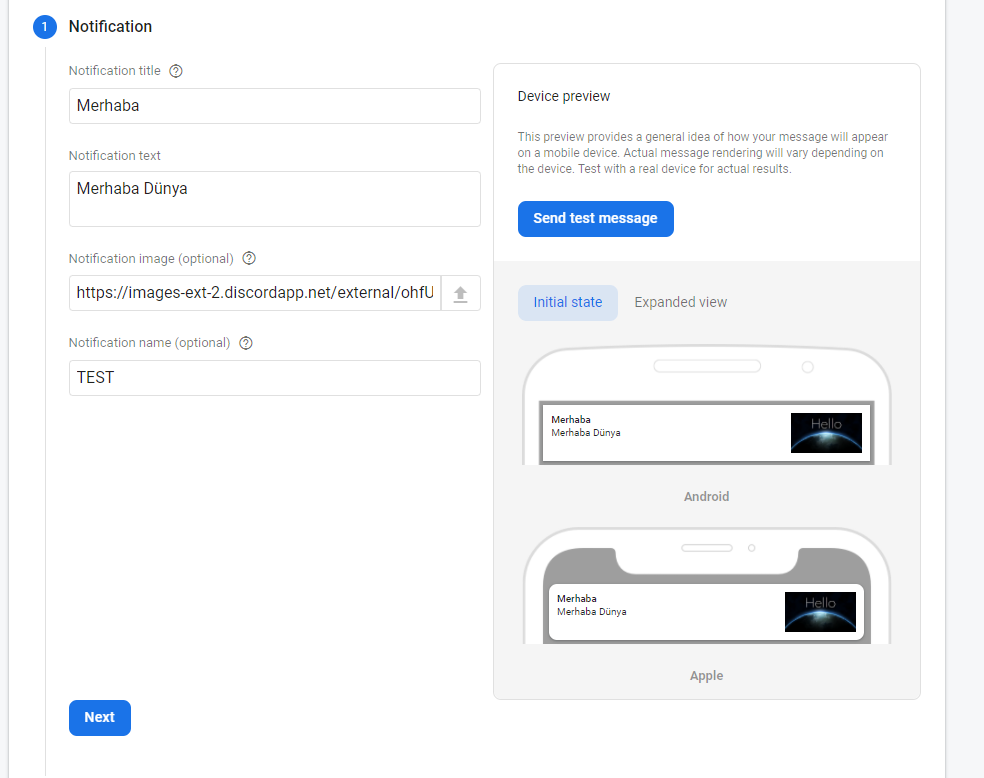 1 Notification
Notification title
Merhaba
Notification text
Merhaba Dünya
Notification image (optional)
https://images-ext-2.discordapp.net/external/ohfU
Notification name (optional)
TEST
Next
Device preview
This preview provides a general idea of how your message will appear
on a mobile device. Actual message rendering will vary depending on
the device. Test with a real device for actual results.
Send test message
Initial state Expanded view
Merhaba
Merhaba Dünya
Hello
Android
Merhaba
Merhaba Dünya
Hello
Apple